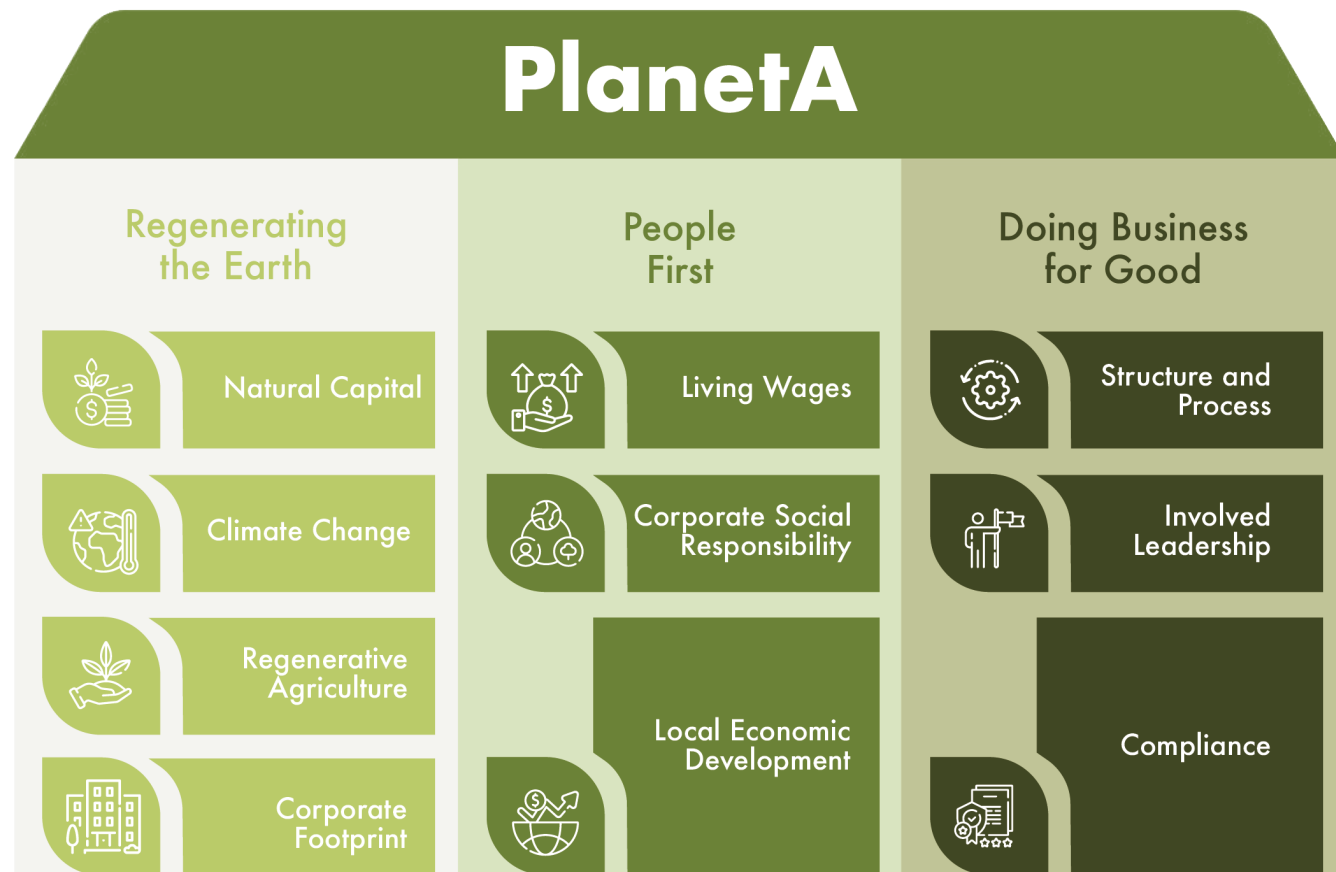 PlanetA
Regenerating
the Earth
Natural Capital
Climate Change
Regenerative
Agriculture
Corporate
Footprint
People
First
Living Wages
Corporate Social
Responsibility
Local Economic
Development
Doing Business
for Good
Structure and
Process
Involved
Leadership
Compliance